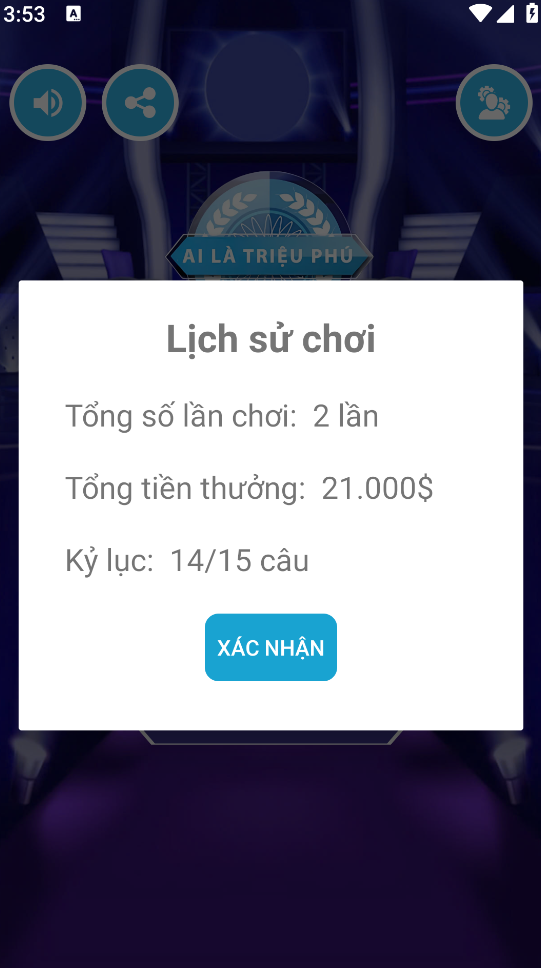 3:53
A
AI LÀ TRIỆU PHÚ
Lịch sử chơi
Tổng số lần chơi: 2 lần
Tổng tiền thưởng: 21.000$
Kỷ lục: 14/15 câu
XÁC NHẬN